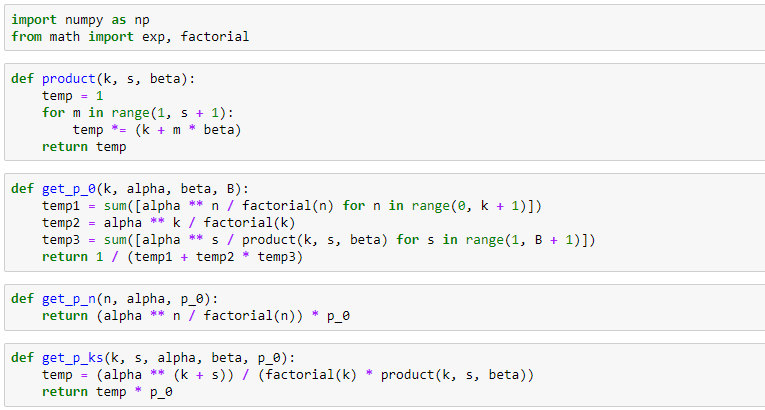 import numpy as np
from math import exp, factorial
def product(k, s, beta):
    temp = 1
    for m in range(1, s + 1):
        temp *= (k + m * beta)
    return temp
def get_p_0(k, alpha, beta, B):
    temp1 = sum([alpha ** n / factorial(n) for n in range(0, k + 1)])
    temp2 = alpha ** k / factorial(k)
    temp3 = sum([alpha ** s / product(k, s, beta) for s in range(1, B + 1)])
    return 1 / (temp1 + temp2 * temp3)
def get_p_n(n, alpha, p_0):
    return (alpha ** n / factorial(n)) * p_0
def get_p_ks(k, s, alpha, beta, p_0):
    temp = (alpha ** (k + s)) / (factorial(k) * product(k, s, beta))
    return temp * p_0